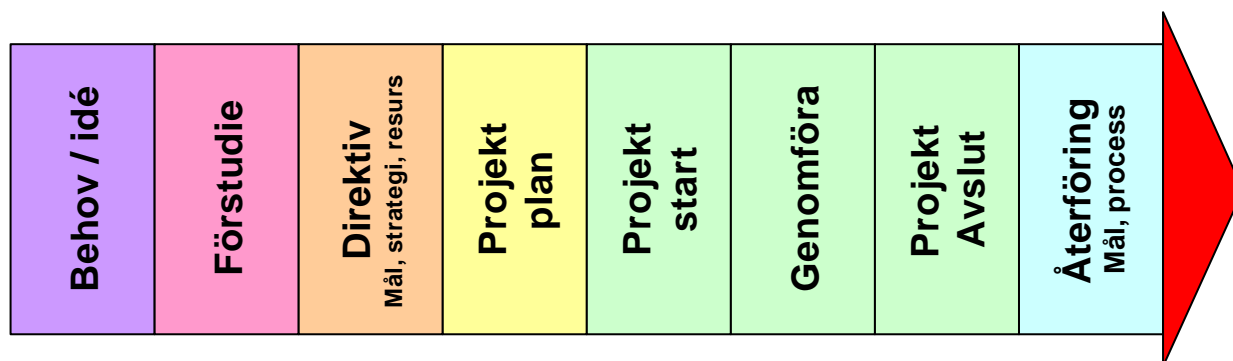 Behov / idé
Förstudie
Direktiv
Mål, strategi, resurs
Projekt
plan
Projekt
start
Genomföra
Projekt
Avslut
Återföring
Mål, process